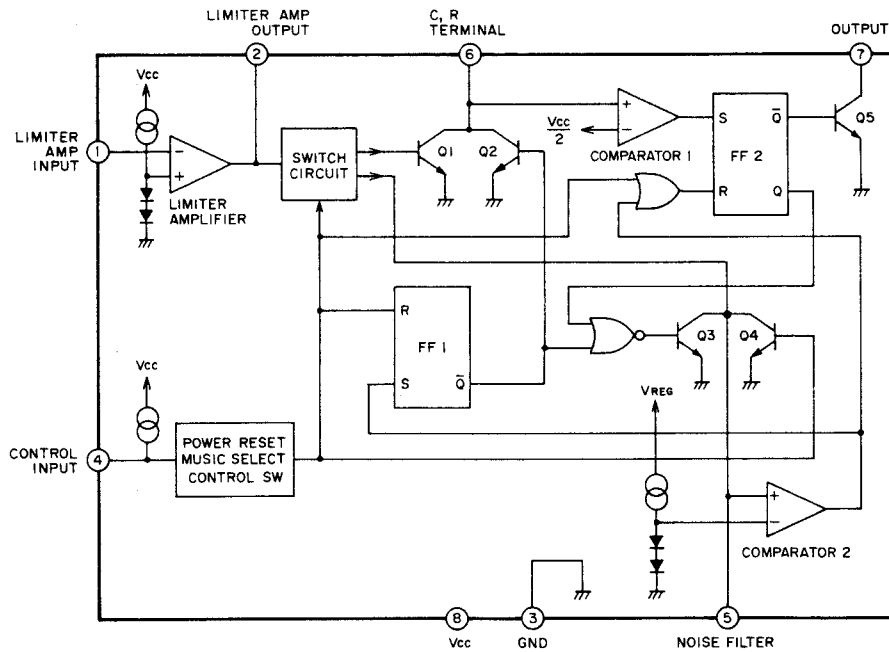 LIMITER AMP
OUTPUT
C, R
TERMINAL
OUTPUT
2
6
7
Vcc
LIMITER
AMP
INPUT
1
-
+
LIMITER
AMPLIFIER
SWITCH
CIRCUIT
Q1
Q2
Vcc
2
+
-
COMPARATOR 1
S
Q̅
FF 2
R
Q
Q5
R
FF 1
S
Q̅
Q3
Q4
Vcc
VREG
CONTROL
INPUT
4
POWER RESET
MUSIC SELECT
CONTROL SW
+
-
COMPARATOR 2
8
3
5
Vcc
GND
NOISE FILTER